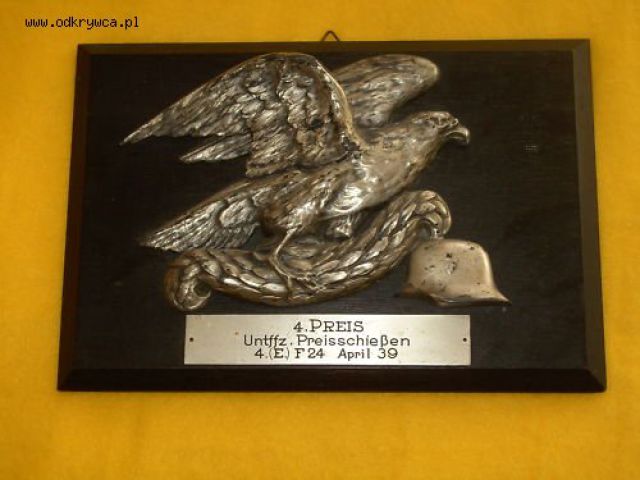 www.odkrywca.pl
4. PREIS
Untffz. Preisschießen
4.(E.) F24 April 39